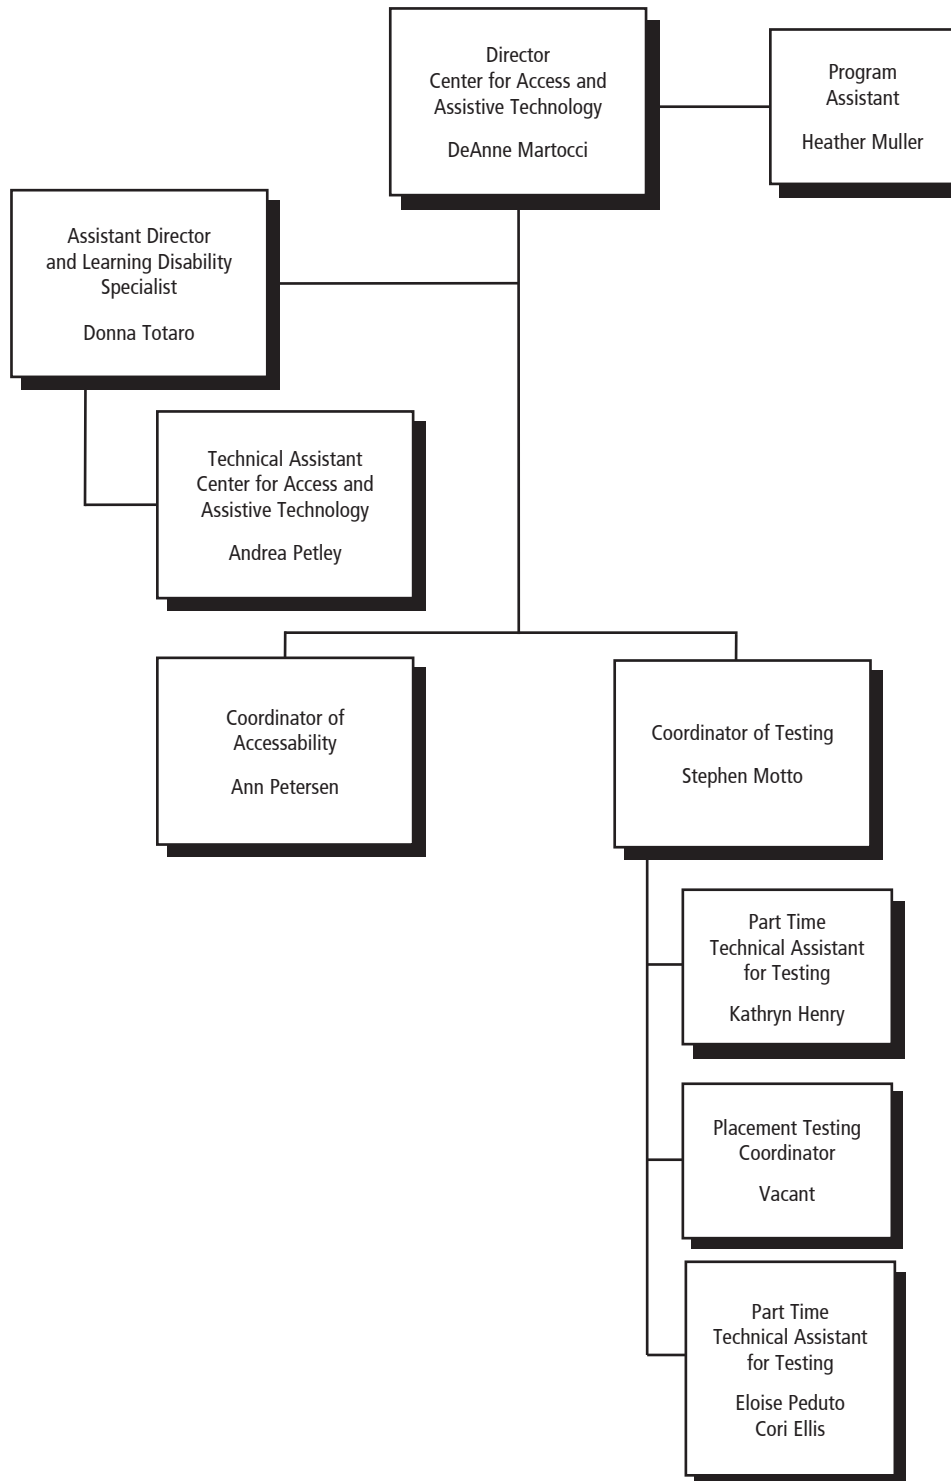 Director
Center for Access and
Assistive Technology
DeAnne Martocci
Program
Assistant
Heather Muller
Assistant Director
and Learning Disability
Specialist
Donna Totaro
Technical Assistant
Center for Access and
Assistive Technology
Andrea Petley
Coordinator of
Accessability
Ann Petersen
Coordinator of Testing
Stephen Motto
Part Time
Technical Assistant
for Testing
Kathryn Henry
Placement Testing
Coordinator
Vacant
Part Time
Technical Assistant
for Testing
Eloise Peduto
Cori Ellis